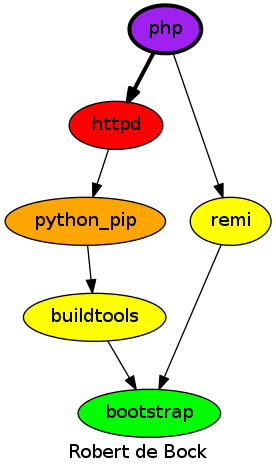 php
httpd
python_pip
remi
buildtools
bootstrap
Robert de Bock